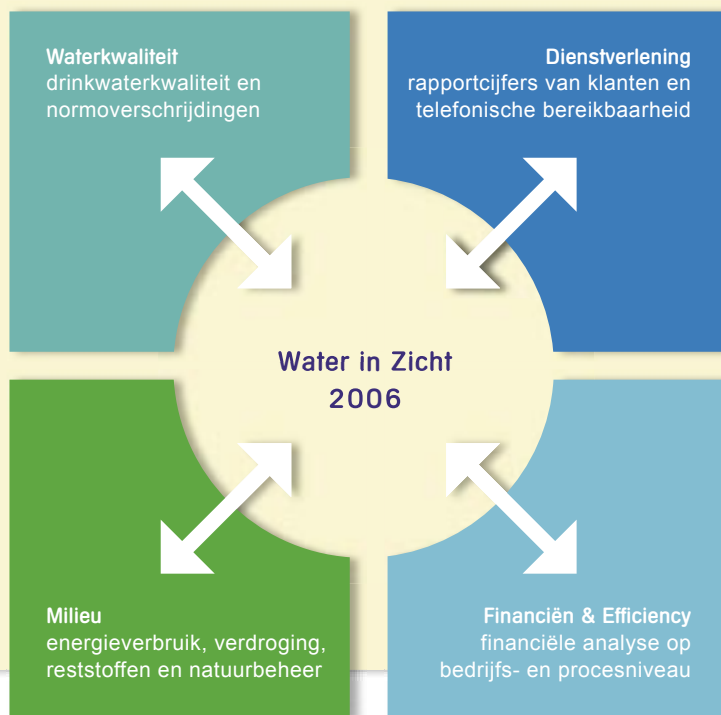 Waterkwaliteit
drinkwaterkwaliteit en
normoverschrijdingen
Dienstverlening
rapportcijfers van klanten en
telefonische bereikbaarheid
Water in Zicht
2006
Milieu
energieverbruik, verdroging,
reststoffen en natuurbeheer
Financiën & Efficiency
financiële analyse op
bedrijfs- en procesniveau